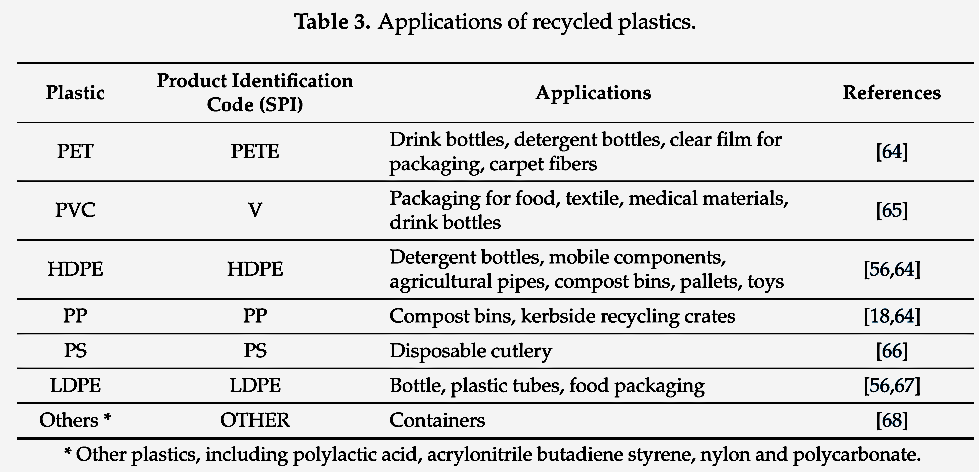 Table 3. Applications of recycled plastics.
Plastic Product Identification Code (SPI) Applications References
PET PETE Drink bottles, detergent bottles, clear film for packaging, carpet fibers [64]
PVC V Packaging for food, textile, medical materials, drink bottles [65]
HDPE HDPE Detergent bottles, mobile components, agricultural pipes, compost bins, pallets, toys [56,64]
PP PP Compost bins, kerbside recycling crates [18,64]
PS PS Disposable cutlery [66]
LDPE LDPE Bottle, plastic tubes, food packaging [56,67]
Others * OTHER Containers [68]
* Other plastics, including polylactic acid, acrylonitrile butadiene styrene, nylon and polycarbonate.